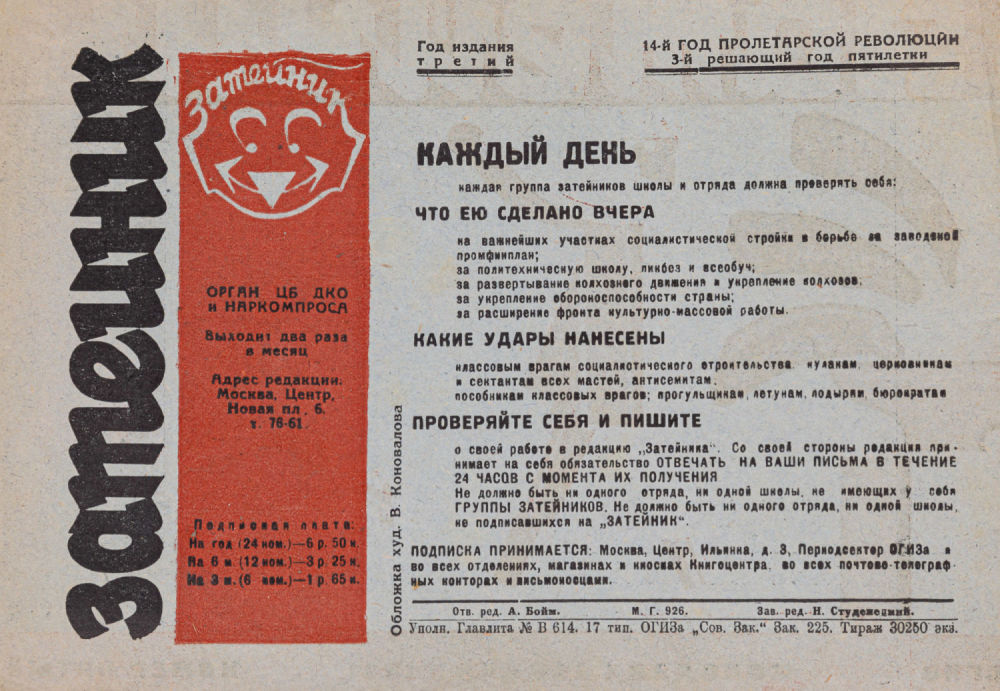 Затейник
Затейник
ОРГАН ЦБ ДКО
и НАРКОМПРОСА
Выходит два раза
в месяц
Адрес редакции:
Москва, Центр,
Новая пл, 6.
т. 76-61.
Подписная плата:
На год (24 ном.)—6 р. 50 к.
На 6 м. (12 ном.)—3 р 25 к.
На 3 м. (6 ном.)—1 р. 65 к.
Обложка худ. В. Коновалова
Год издания
третий
14-й ГОД ПРОЛЕТАРСКОЙ РЕВОЛЮЦИИ
3-й решающий год пятилетки
КАЖДЫЙ ДЕНЬ
каждая группа затейников школы и отряда должна проверять себя:
ЧТО ЕЮ СДЕЛАНО ВЧЕРА
на важнейших участках социалистической стройки в борьбе за заводской
промфинплан;
за политехническую школу, ликбез и всеобуч;
за развертывание колхозного движения и укрепление колхозов;
за укрепление обороноспособности страны;
за расширение фронта культурно-массовой работы.
КАКИЕ УДАРЫ НАНЕСЕНЫ
классовым врагам социалистического строительства, кулакам, церковникам
и сектантам всех мастей, антисемитам,
пособникам классовых врагов; прогульщикам, летунам, лодырям, бюрократам
ПРОВЕРЯЙТЕ СЕБЯ И ПИШИТЕ
о своей работе в редакцию „Затейника“. Со своей стороны редакция при-
нимает на себя обязательство ОТВЕЧАТЬ НА ВАШИ ПИСЬМА В ТЕЧЕНИЕ
24 ЧАСОВ С МОМЕНТА ИХ ПОЛУЧЕНИЯ
Не должно быть ни одного отряда, ни одной школы, не имеющих у себя
ГРУППЫ ЗАТЕЙНИКОВ. Не должно быть ни одного отряда, ни одной школы,
не подписавшихся на „ЗАТЕЙНИК“.
ПОДПИСКА ПРИНИМАЕТСЯ: Москва, Центр, Ильинка, д. 3, Периодсектор ОГИЗа и
во всех отделениях, магазинах и киосках Книгоцентра, во всех почтово-телеграф-
ных конторах и письмоносцами.
Отв. ред. А. Бойм. М. Г. 926. Зав. ред. Н. Студенецкий.
Уполн. Главлита № В 614. 17 тип. ОГИЗа „Сов. Зак.“ Зак. 225. Тираж 30250 экз.